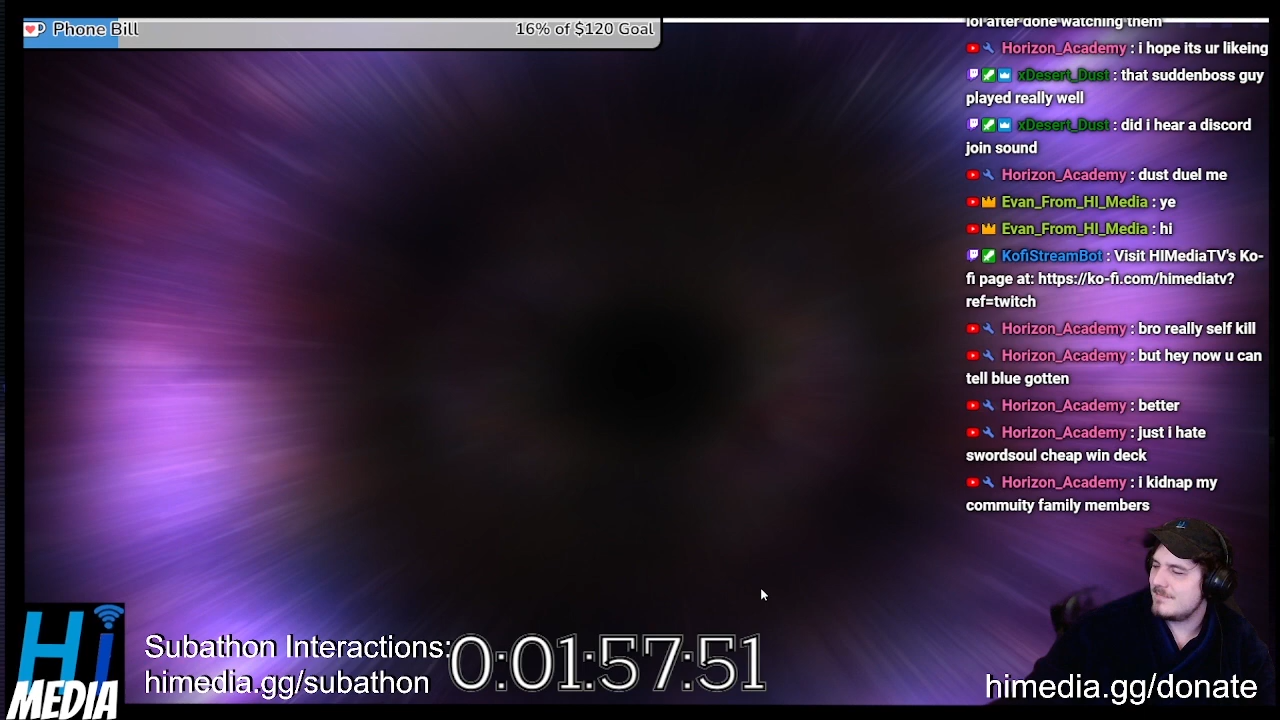 Phone Bill
16% of $120 Goal
lol after done watching them
Horizon_Academy : i hope its ur likeing
xDesert_Dust : that suddenboss guy
played really well
xDesert_Dust : did i hear a discord
join sound
Horizon_Academy : dust duel me
Evan_From_HI_Media : ye
Evan_From_HI_Media : hi
KofiStreamBot : Visit HIMediaTV's Ko-
fi page at: https://ko-fi.com/himediatv?
ref=twitch
Horizon_Academy : bro really self kill
Horizon_Academy : but hey now u can
tell blue gotten
Horizon_Academy : better
Horizon_Academy : just i hate
swordsoul cheap win deck
Horizon_Academy : i kidnap my
commuity family members
Hi
MEDIA
Subathon Interactions:
himedia.gg/subathon
0:01:57:51
himedia.gg/donate